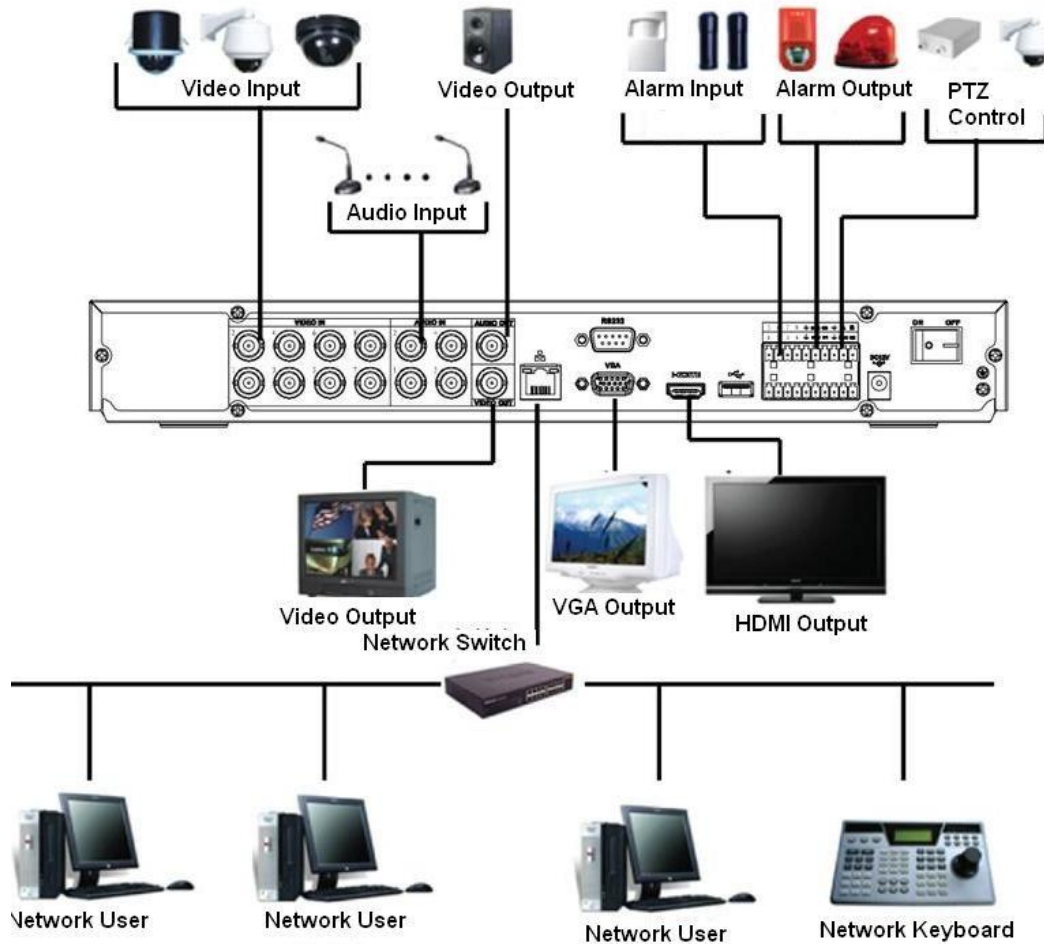 Video Input
Video Output
Alarm Input
Alarm Output
PTZ
Control
Audio Input
VIDEO IN
AUDIO IN
AUDIO OUT
RS232
ON
OFF
VGA
HDMI
DC12V
VIDEO OUT
Video Output
VGA Output
HDMI Output
Network Switch
Network User
Network User
Network User
Network Keyboard